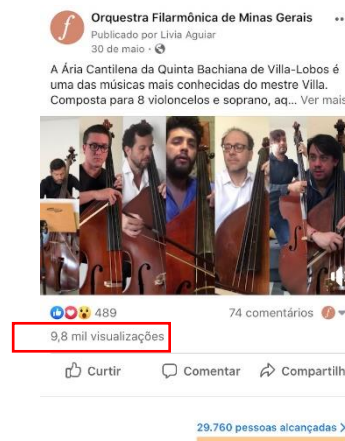 Orquestra Filarmônica de Minas Gerais
Publicado por Livia Aguiar
30 de maio
A Ária Cantilena da Quinta Bachiana de Villa-Lobos é
uma das músicas mais conhecidas do mestre Villa.
Composta para 8 violoncelos e soprano, aq... Ver mais
489
74 comentários
9,8 mil visualizações
Curtir
Comentar
Compartilh
29.760 pessoas alcançadas